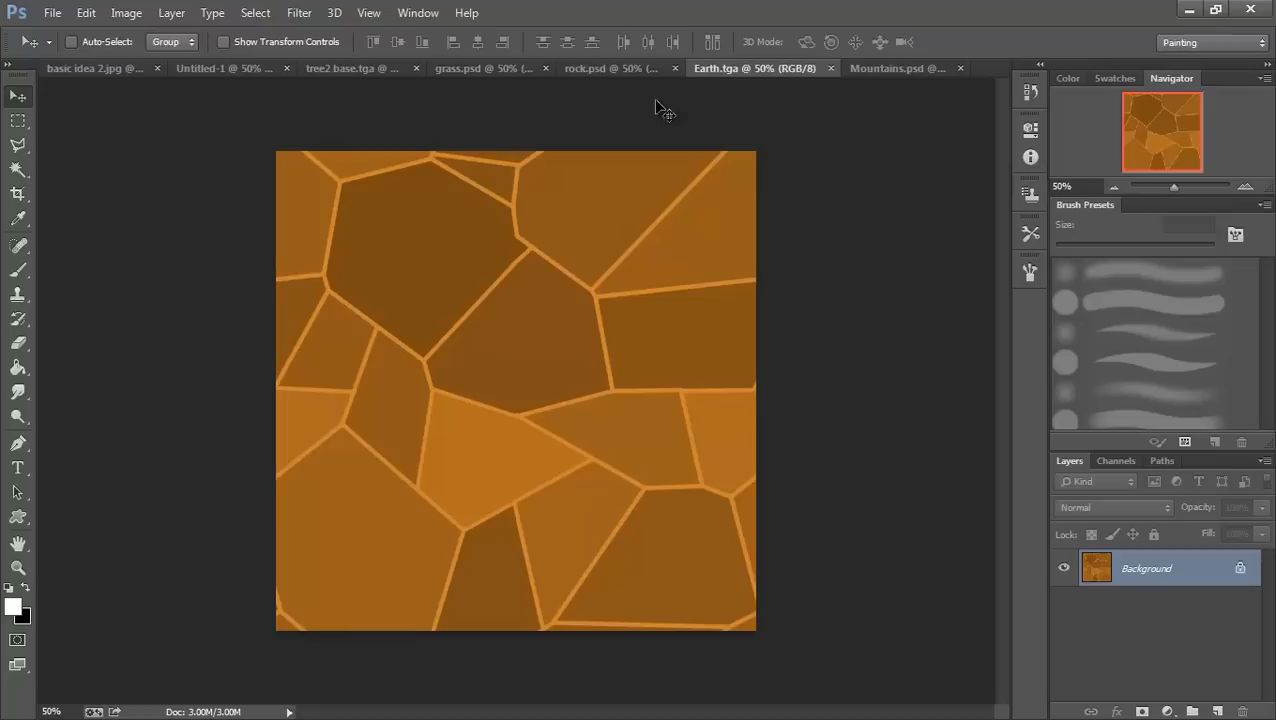 Ps File Edit Image Layer Type Select Filter 3D View Window Help
Auto-Select: Group Show Transform Controls 3D Mode: Painting
basic idea 2.jpg @... × Untitled-1 @ 50% ... × tree2 base.tga @ ... × grass.psd @ 50% (... × rock.psd @ 50% (... × Earth.tga @ 50% (RGB/8) × Mountains.psd @... ×
Color Swatches Navigator
50%
Brush Presets
Size:
Layers Channels Paths
Kind
Normal Opacity: 100%
Lock: Fill: 100%
Background
50% Doc: 3.00M/3.00M